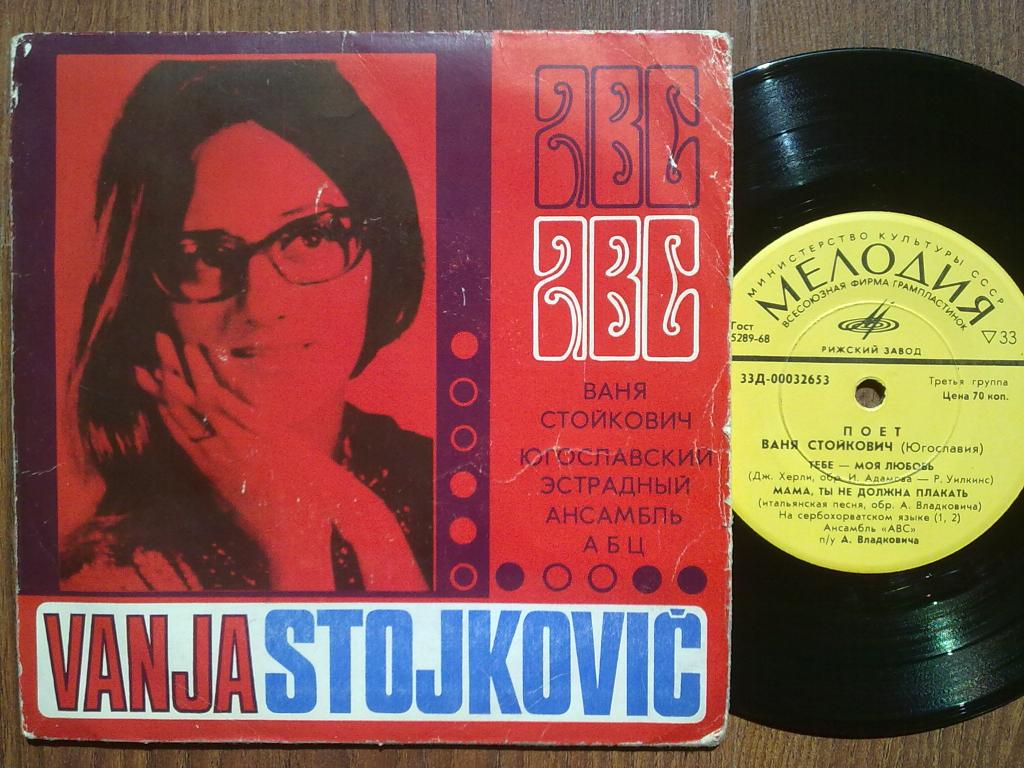 ABC
ABC
ВАНЯ
СТОЙКОВИЧ
ЮГОСЛАВСКИЙ
ЭСТРАДНЫЙ
АНСАМБЛЬ
АБЦ
VANJA STOJKOVIČ
МИНИСТЕРСТВО КУЛЬТУРЫ СССР
МЕЛОДИЯ
ВСЕСОЮЗНАЯ ФИРМА ГРАМПЛАСТИНОК
Гост
5289-68
33
РИЖСКИЙ ЗАВОД
33Д-00032653
Третья группа
Цена 70 коп.
ПОЕТ
ВАНЯ СТОЙКОВИЧ (Югославия)
ТЕБЕ — МОЯ ЛЮБОВЬ
(Дж. Херли, обр. И. Адамова — Р. Уилкинс)
МАМА, ТЫ НЕ ДОЛЖНА ПЛАКАТЬ
(итальянская песня, обр. А. Владковича)
На сербохорватском языке (1, 2)
Ансамбль «АВС»
п/у А. Владковича